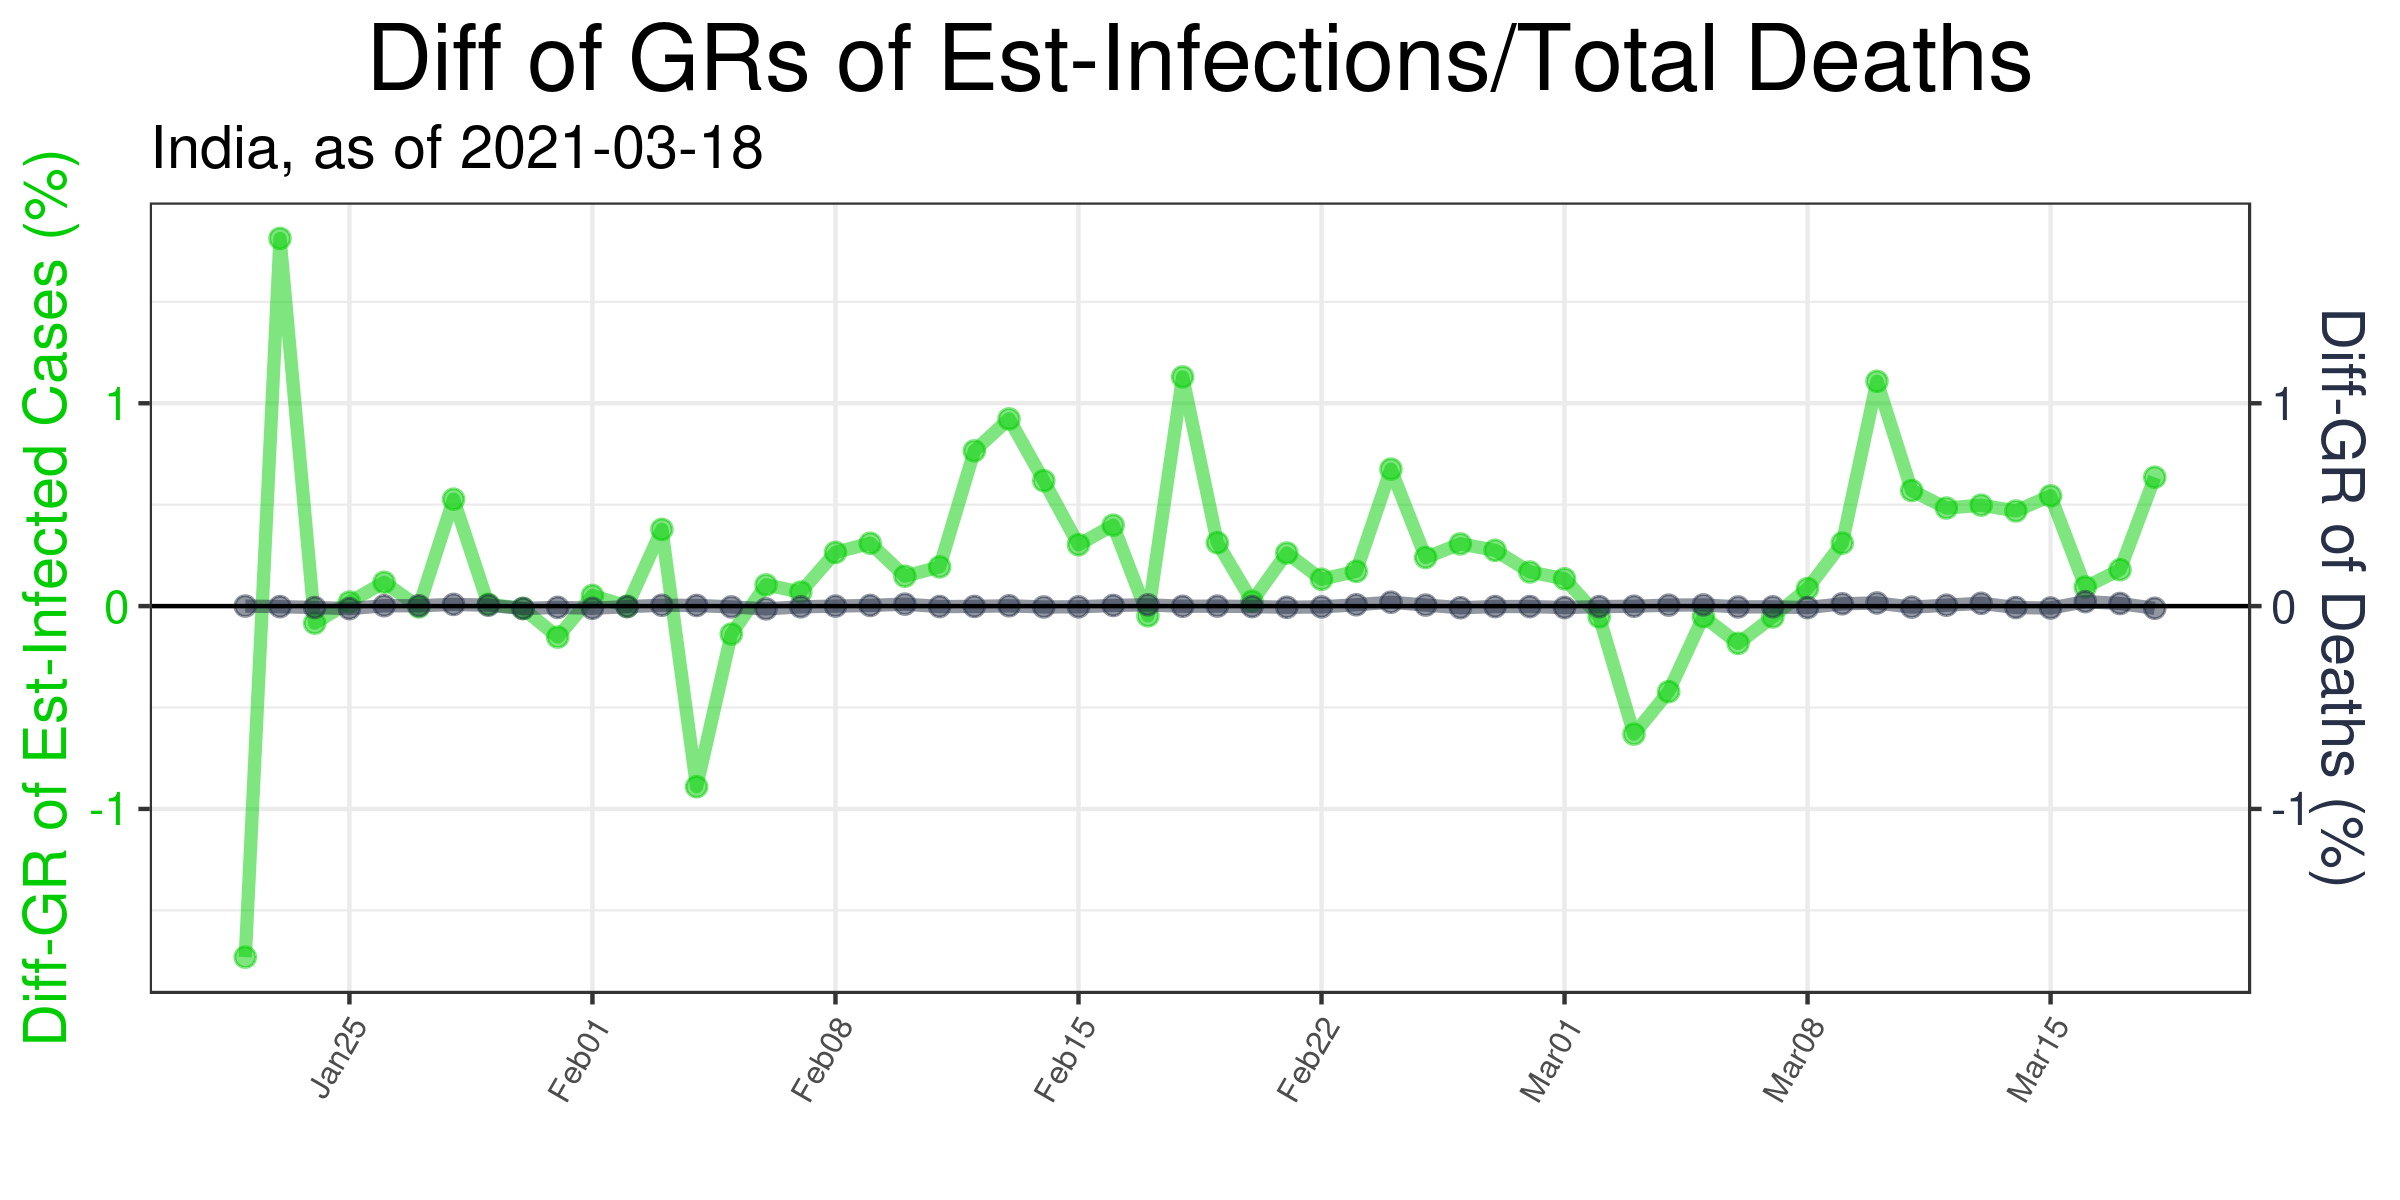 Diff of GRs of Est-Infections/Total Deaths
India, as of 2021-03-18
Diff-GR of Est-Infected Cases (%)
1
0
-1
1
0
-1
Diff-GR of Deaths (%)
Jan25
Feb01
Feb08
Feb15
Feb22
Mar01
Mar08
Mar15